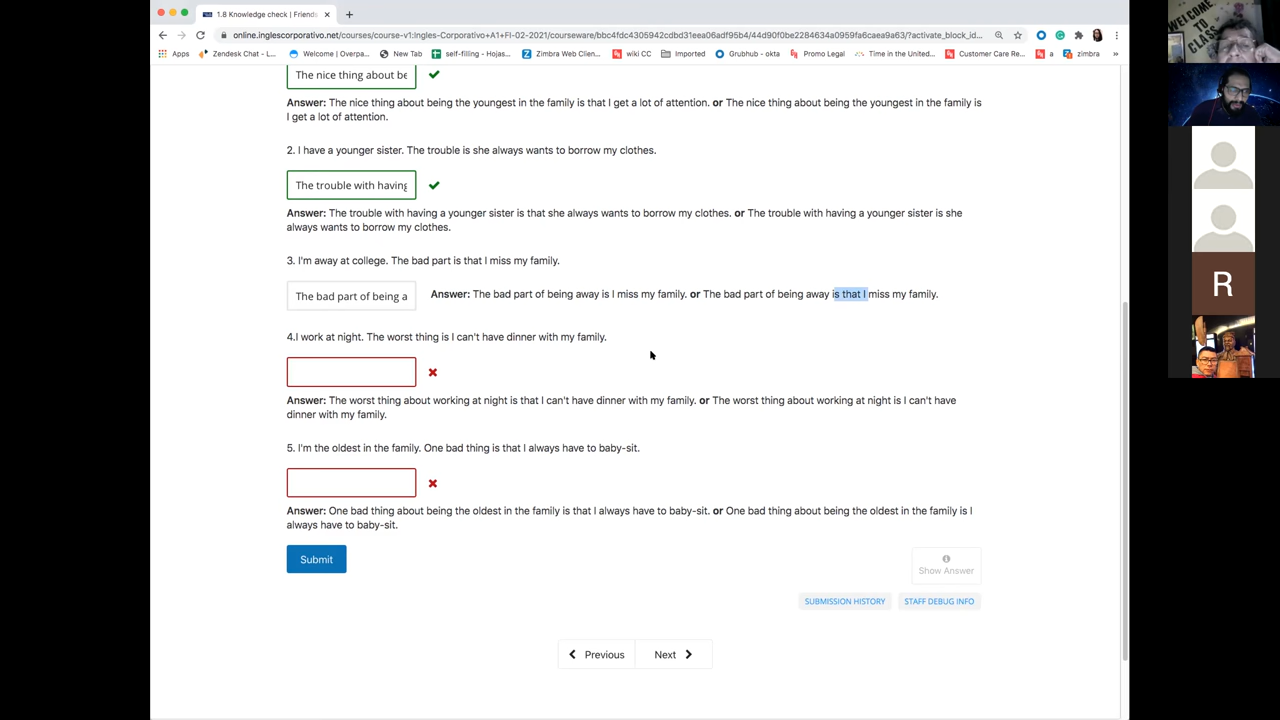 1.8 Knowledge check | Friends
online.inglescorporativo.net/courses/course-v1:Ingles-Corporativo+A1+FI-02-2021/courseware/bbc4fdc4305942cdbd31eea06adf95b4/44d90f0be2284634a0959fa6caea9a63/?activate_block_id...
Apps Zendesk Chat - L... Welcome | Overpa... New Tab self-filling - Hojas... Zimbra Web Clien... wiki CC Imported Grubhub - okta Promo Legal Time in the United... Customer Care Re... a zimbra
The nice thing about be
Answer: The nice thing about being the youngest in the family is that I get a lot of attention. or The nice thing about being the youngest in the family is
I get a lot of attention.
2. I have a younger sister. The trouble is she always wants to borrow my clothes.
The trouble with having
Answer: The trouble with having a younger sister is that she always wants to borrow my clothes. or The trouble with having a younger sister is she
always wants to borrow my clothes.
3. I'm away at college. The bad part is that I miss my family.
The bad part of being a
Answer: The bad part of being away is I miss my family. or The bad part of being away is that I miss my family.
4.I work at night. The worst thing is I can't have dinner with my family.
Answer: The worst thing about working at night is that I can't have dinner with my family. or The worst thing about working at night is I can't have
dinner with my family.
5. I'm the oldest in the family. One bad thing is that I always have to baby-sit.
Answer: One bad thing about being the oldest in the family is that I always have to baby-sit. or One bad thing about being the oldest in the family is I
always have to baby-sit.
Submit
Show Answer
SUBMISSION HISTORY STAFF DEBUG INFO
Previous Next
WELCOME
TO
CLASS
R